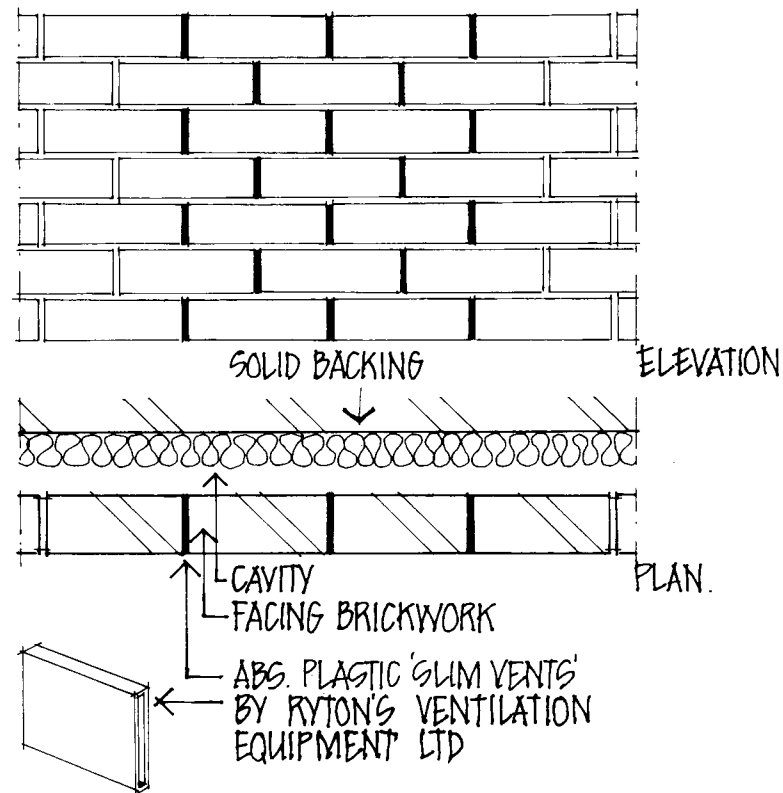 SOLID BACKING
ELEVATION
CAVITY
PLAN.
FACING BRICKWORK
ABS. PLASTIC 'SLIM VENTS'
BY RYTON'S VENTILATION
EQUIPMENT LTD